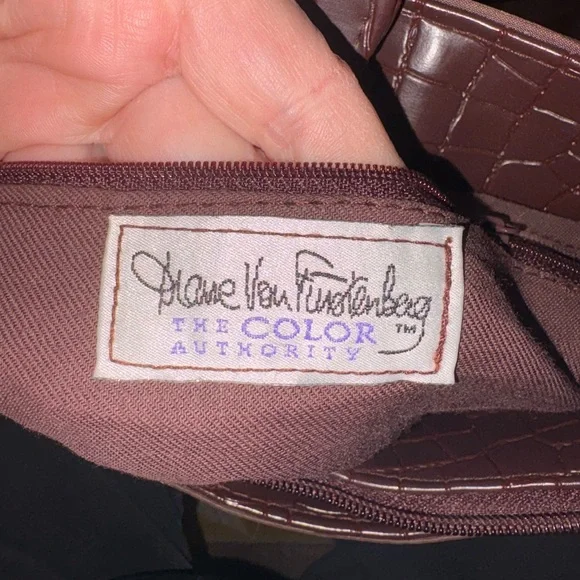 Diane Von Furstenberg
THE COLOR ™
AUTHORITY